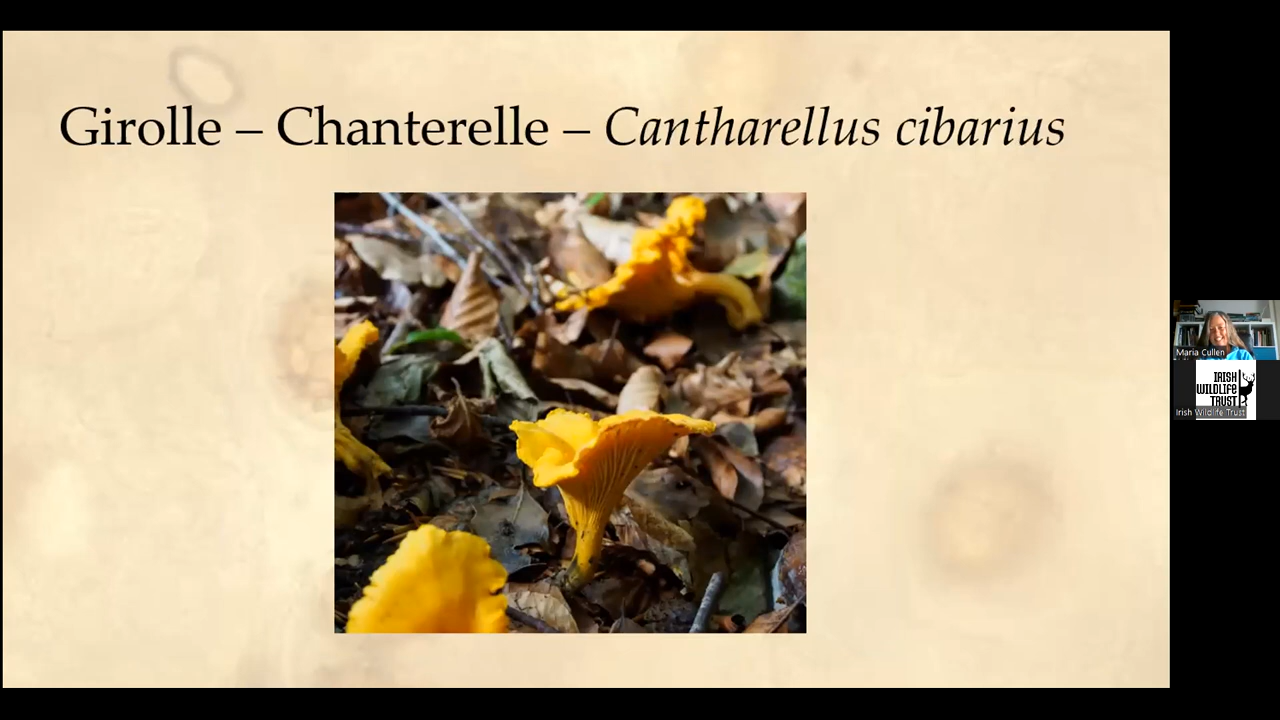 Girolle – Chanterelle – Cantharellus cibarius
Maria Cullen
IRISH
WILDLIFE
TRUST
Irish Wildlife Trust